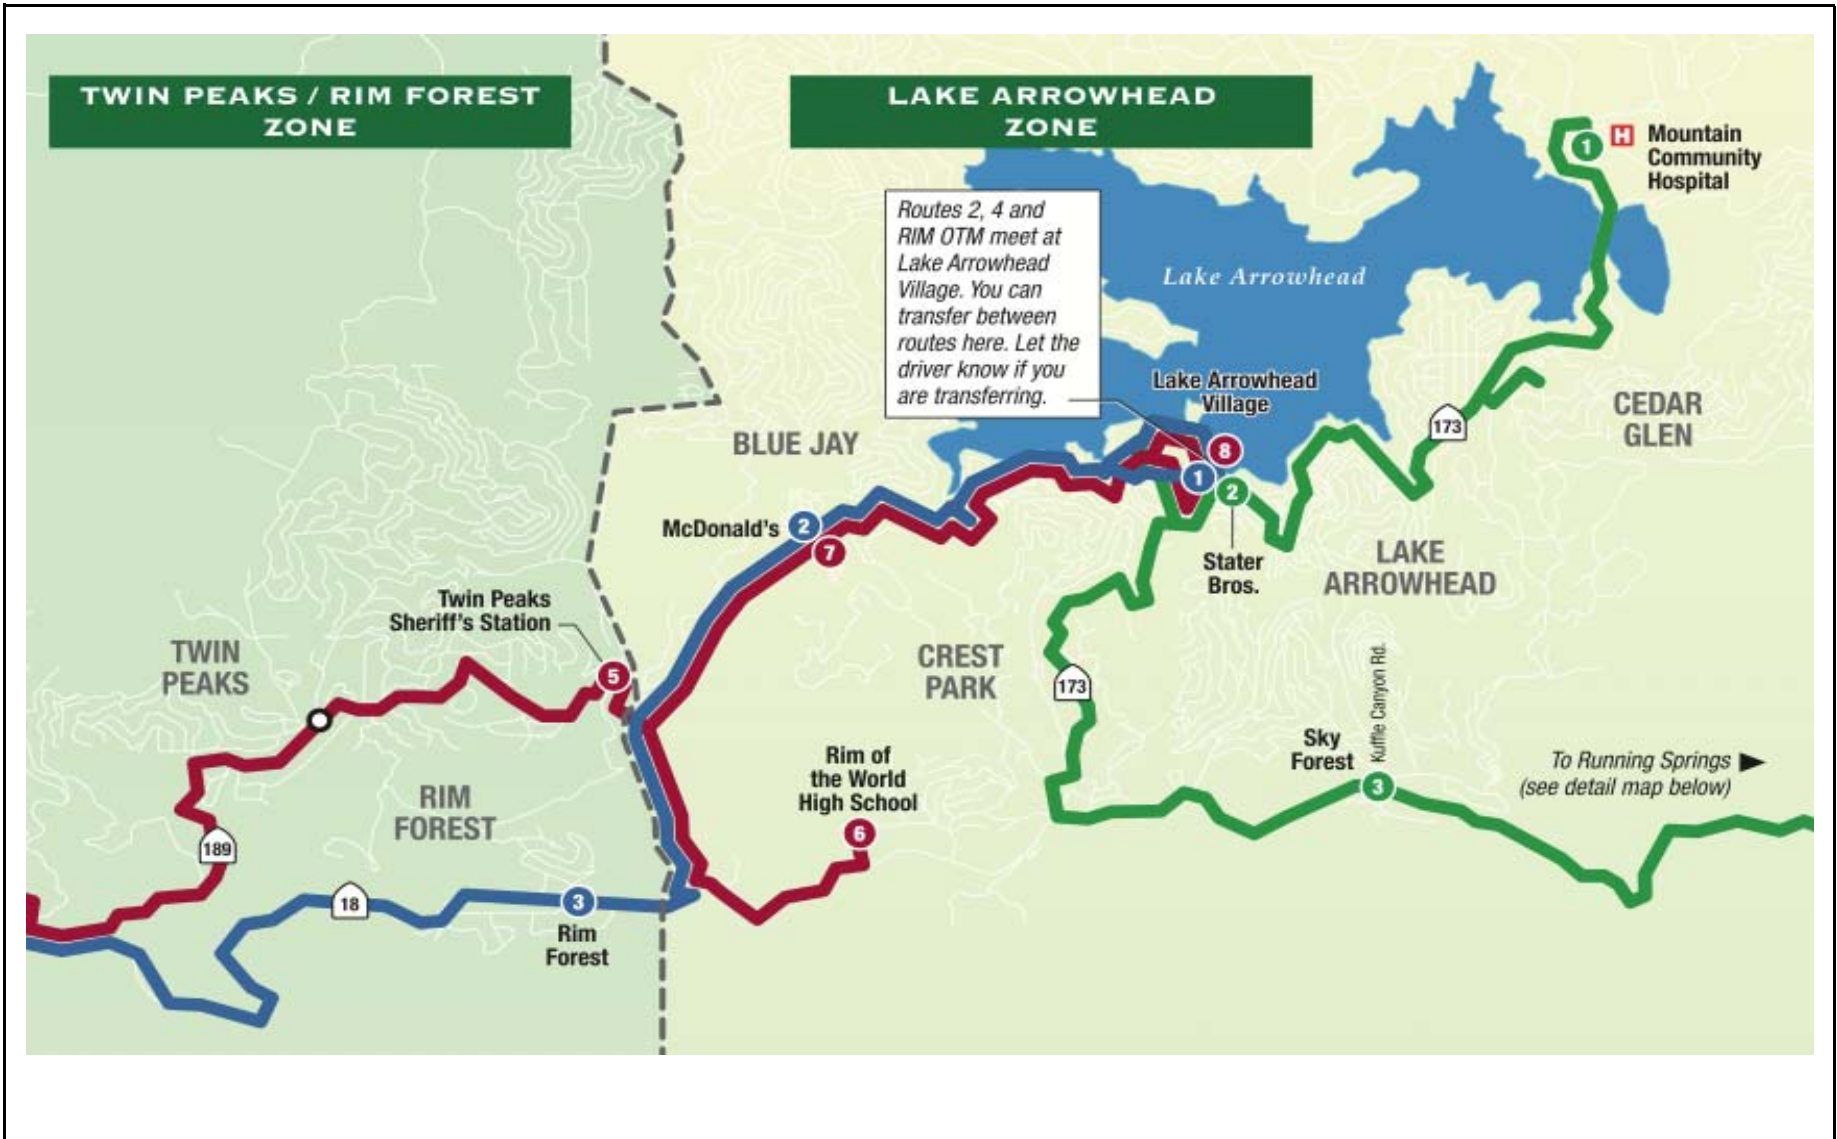 TWIN PEAKS / RIM FOREST
ZONE
LAKE ARROWHEAD
ZONE
1
H
Mountain
Community
Hospital
Routes 2, 4 and
RIM OTM meet at
Lake Arrowhead
Village. You can
transfer between
routes here. Let the
driver know if you
are transferring.
Lake Arrowhead
Lake Arrowhead
Village
CEDAR
GLEN
173
BLUE JAY
8
1
2
McDonald's
2
7
Stater
Bros.
LAKE
ARROWHEAD
Twin Peaks
Sheriff's Station
5
TWIN
PEAKS
CREST
PARK
173
Kuffle Canyon Rd.
Sky
Forest
3
To Running Springs
(see detail map below)
Rim of
the World
High School
6
RIM
FOREST
189
18
3
Rim
Forest